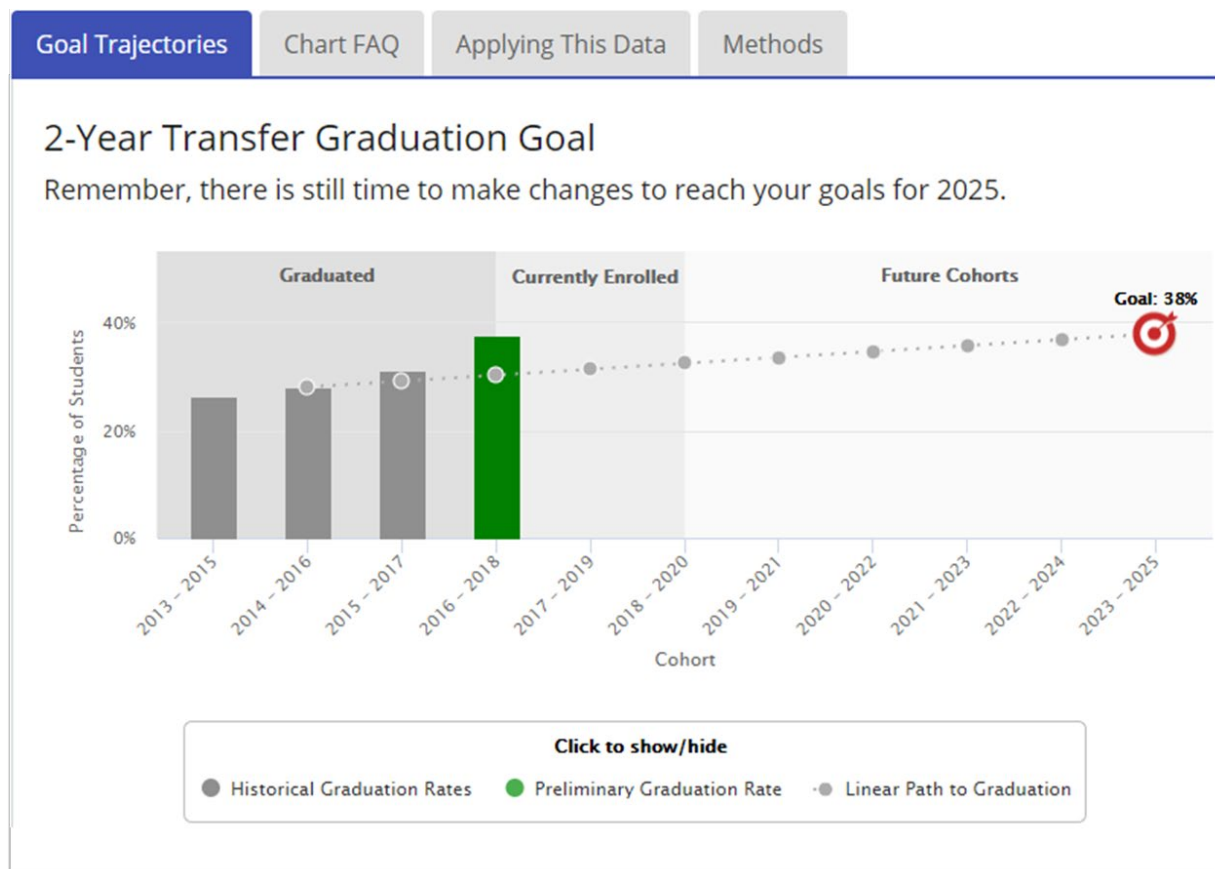 Goal Trajectories
Chart FAQ
Applying This Data
Methods
2-Year Transfer Graduation Goal
Remember, there is still time to make changes to reach your goals for 2025.
Graduated
Currently Enrolled
Future Cohorts
Goal: 38%
Percentage of Students
40%
20%
0%
2013 - 2015
2014 - 2016
2015 - 2017
2016 - 2018
2017 - 2019
2018 - 2020
2019 - 2021
2020 - 2022
2021 - 2023
2022 - 2024
2023 - 2025
Cohort
Click to show/hide
Historical Graduation Rates
Preliminary Graduation Rate
Linear Path to Graduation